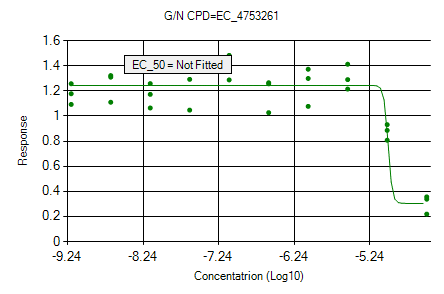 G/N CPD=EC_4753261
1.6
1.4
EC_50 = Not Fitted
1.2
1
0.8
0.6
0.4
0.2
0
Response
-9.24 -8.24 -7.24 -6.24 -5.24
Concentatrion (Log10)